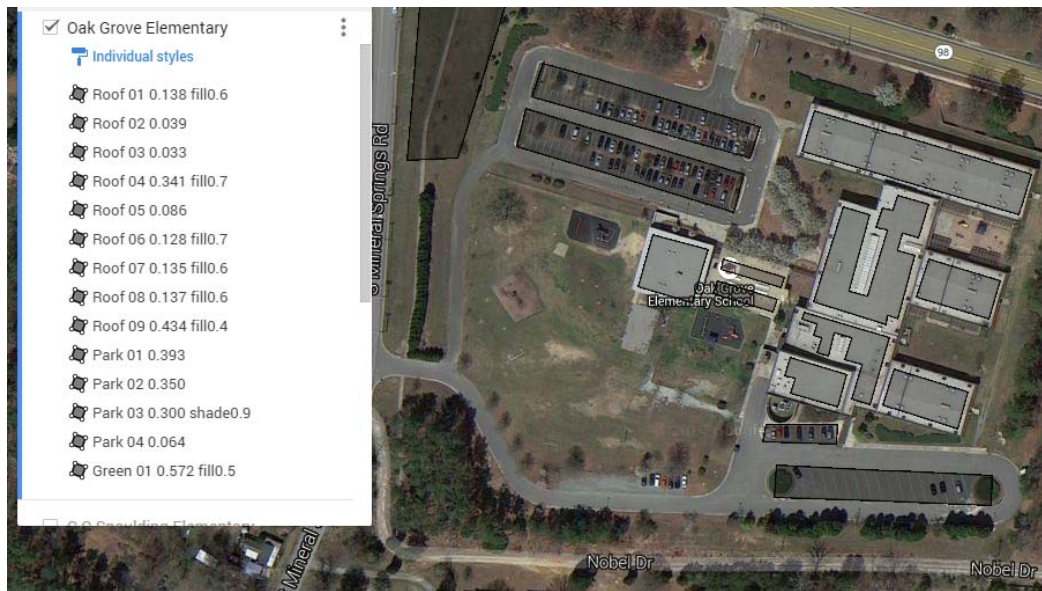 Oak Grove Elementary
Individual styles
Roof 01 0.138 fill0.6
Roof 02 0.039
Roof 03 0.033
Roof 04 0.341 fill0.7
Roof 05 0.086
Roof 06 0.128 fill0.7
Roof 07 0.135 fill0.6
Roof 08 0.137 fill0.6
Roof 09 0.434 fill0.4
Park 01 0.393
Park 02 0.350
Park 03 0.300 shade0.9
Park 04 0.064
Green 01 0.572 fill0.5
98
S Mineral Springs Rd
Oak Grove
Elementary School
Mineral
Nobel Dr
Nobel Dr